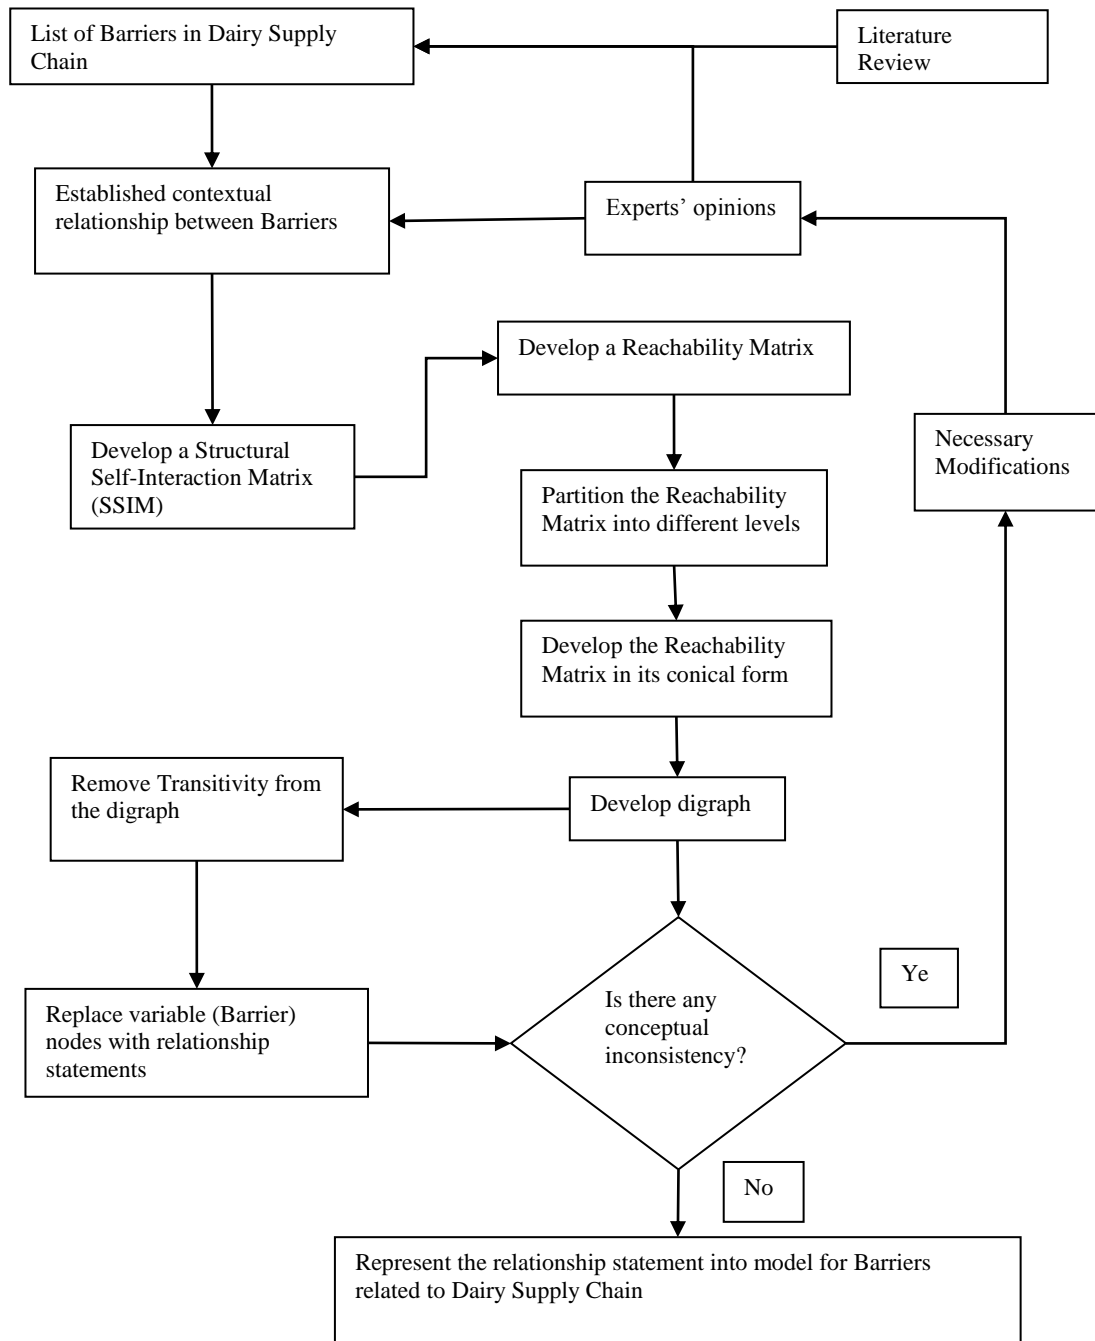 List of Barriers in Dairy Supply
Chain
Literature
Review
Established contextual
relationship between Barriers
Experts’ opinions
Develop a Reachability Matrix
Develop a Structural
Self-Interaction Matrix
(SSIM)
Necessary
Modifications
Partition the Reachability
Matrix into different levels
Develop the Reachability
Matrix in its conical form
Remove Transitivity from
the digraph
Develop digraph
Ye
Is there any
conceptual
inconsistency?
Replace variable (Barrier)
nodes with relationship
statements
No
Represent the relationship statement into model for Barriers
related to Dairy Supply Chain